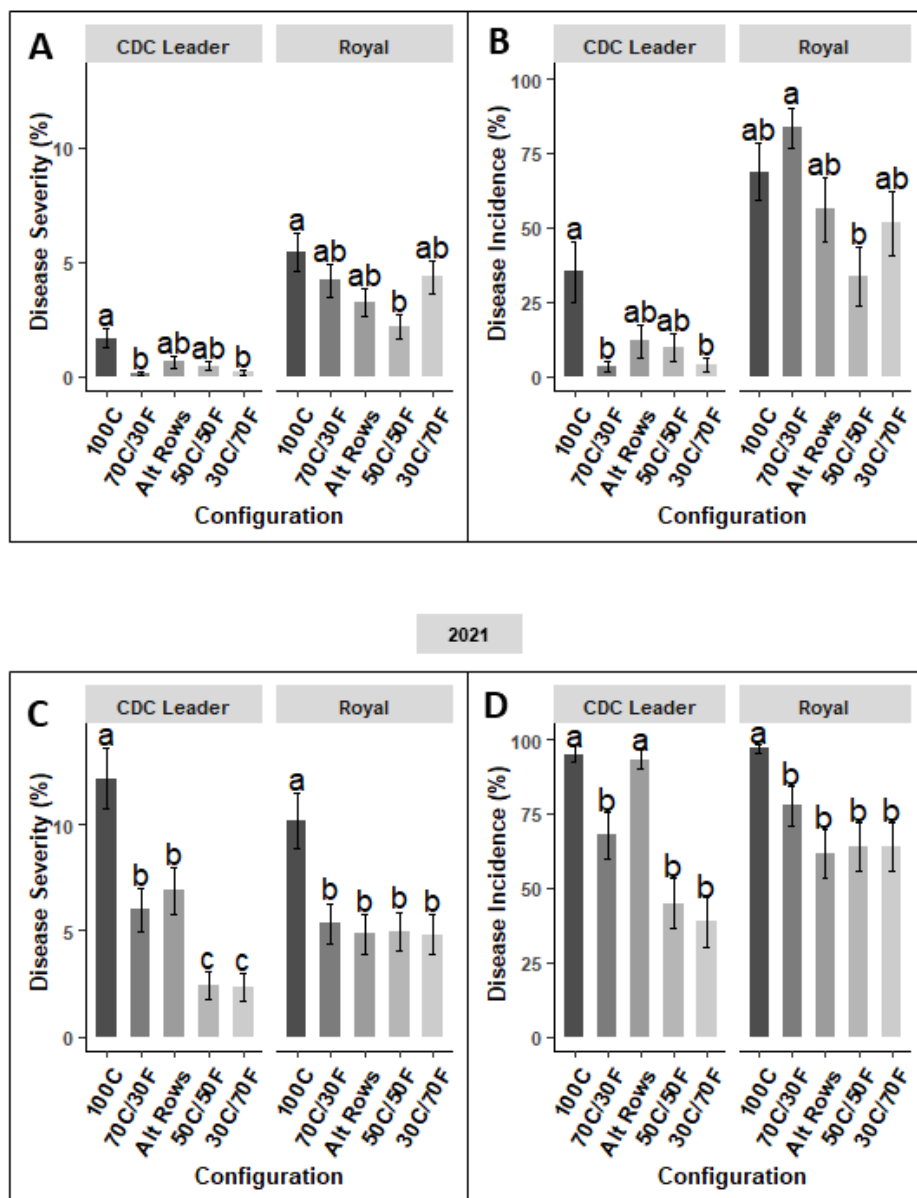 A
CDC Leader
Royal
Disease Severity (%)
10
5
0
a
b
ab
ab
b
a
ab
ab
b
ab
100C
70C/30F
Alt Rows
50C/50F
30C/70F
100C
70C/30F
Alt Rows
50C/50F
30C/70F
Configuration
B
CDC Leader
Royal
Disease Incidence (%)
100
75
50
25
0
a
b
ab
ab
b
ab
a
ab
b
ab
100C
70C/30F
Alt Rows
50C/50F
30C/70F
100C
70C/30F
Alt Rows
50C/50F
30C/70F
Configuration
2021
C
CDC Leader
Royal
Disease Severity (%)
10
5
0
a
b
b
c
c
a
b
b
b
b
100C
70C/30F
Alt Rows
50C/50F
30C/70F
100C
70C/30F
Alt Rows
50C/50F
30C/70F
Configuration
D
CDC Leader
Royal
Disease Incidence (%)
100
75
50
25
0
a
b
a
b
b
a
b
b
b
b
100C
70C/30F
Alt Rows
50C/50F
30C/70F
100C
70C/30F
Alt Rows
50C/50F
30C/70F
Configuration